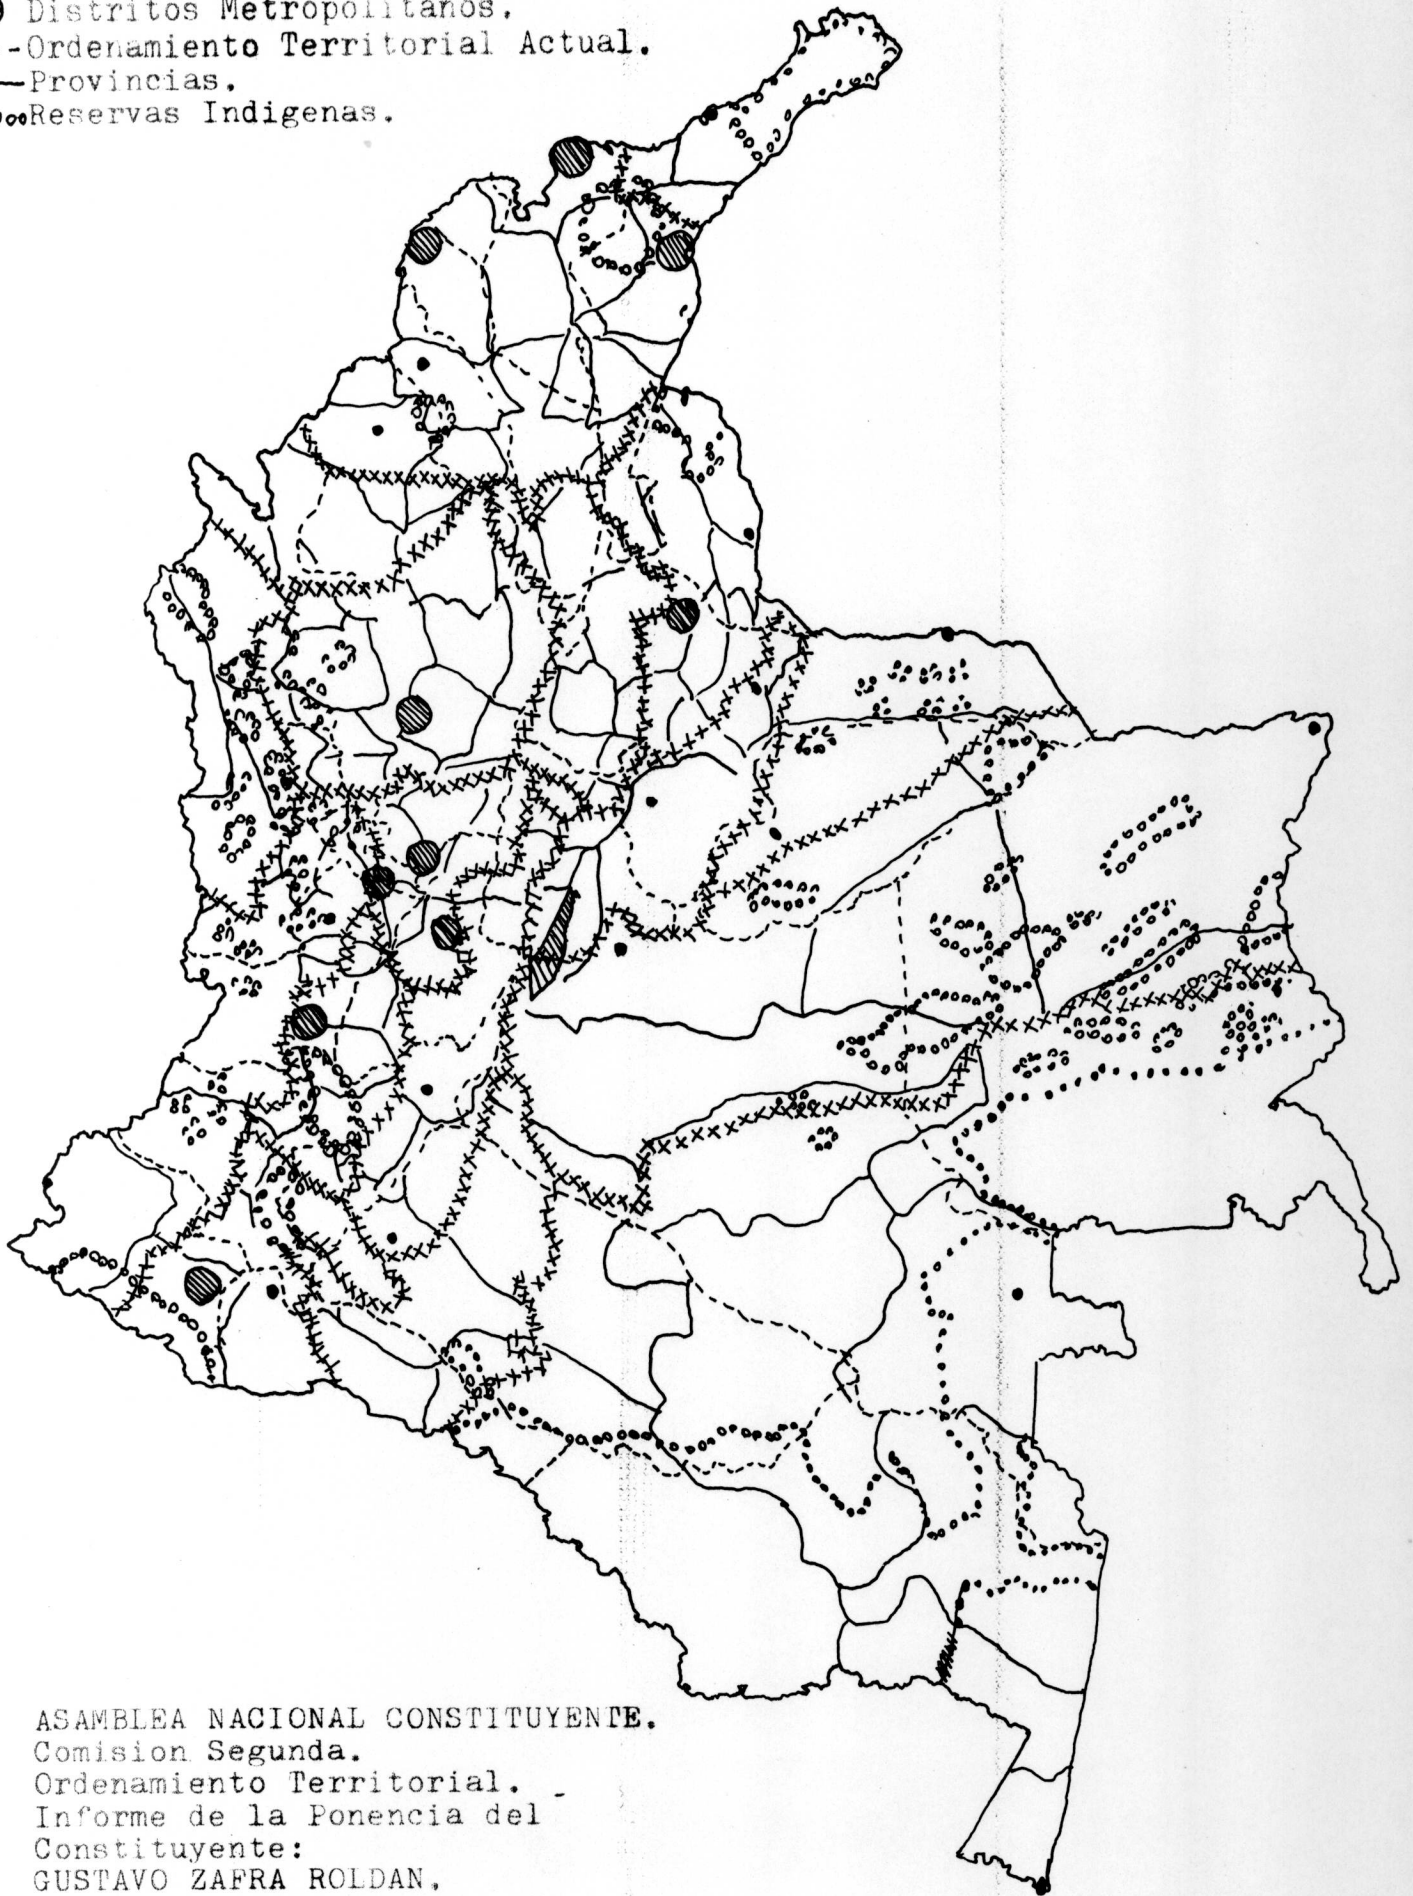 Distritos Metropolitanos.
-Ordenamiento Territorial Actual.
—Provincias.
Reservas Indigenas.
ASAMBLEA NACIONAL CONSTITUYENTE.
Comision Segunda.
Ordenamiento Territorial.
Informe de la Ponencia del
Constituyente:
GUSTAVO ZAFRA ROLDAN.